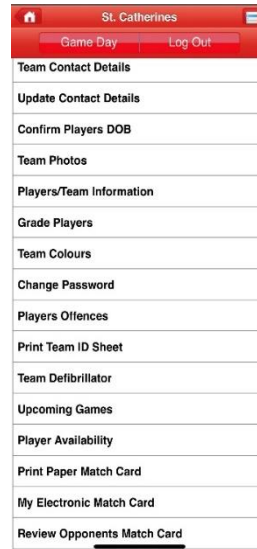 St. Catherines
Game Day Log Out
Team Contact Details
Update Contact Details
Confirm Players DOB
Team Photos
Players/Team Information
Grade Players
Team Colours
Change Password
Players Offences
Print Team ID Sheet
Team Defibrillator
Upcoming Games
Player Availability
Print Paper Match Card
My Electronic Match Card
Review Opponents Match Card